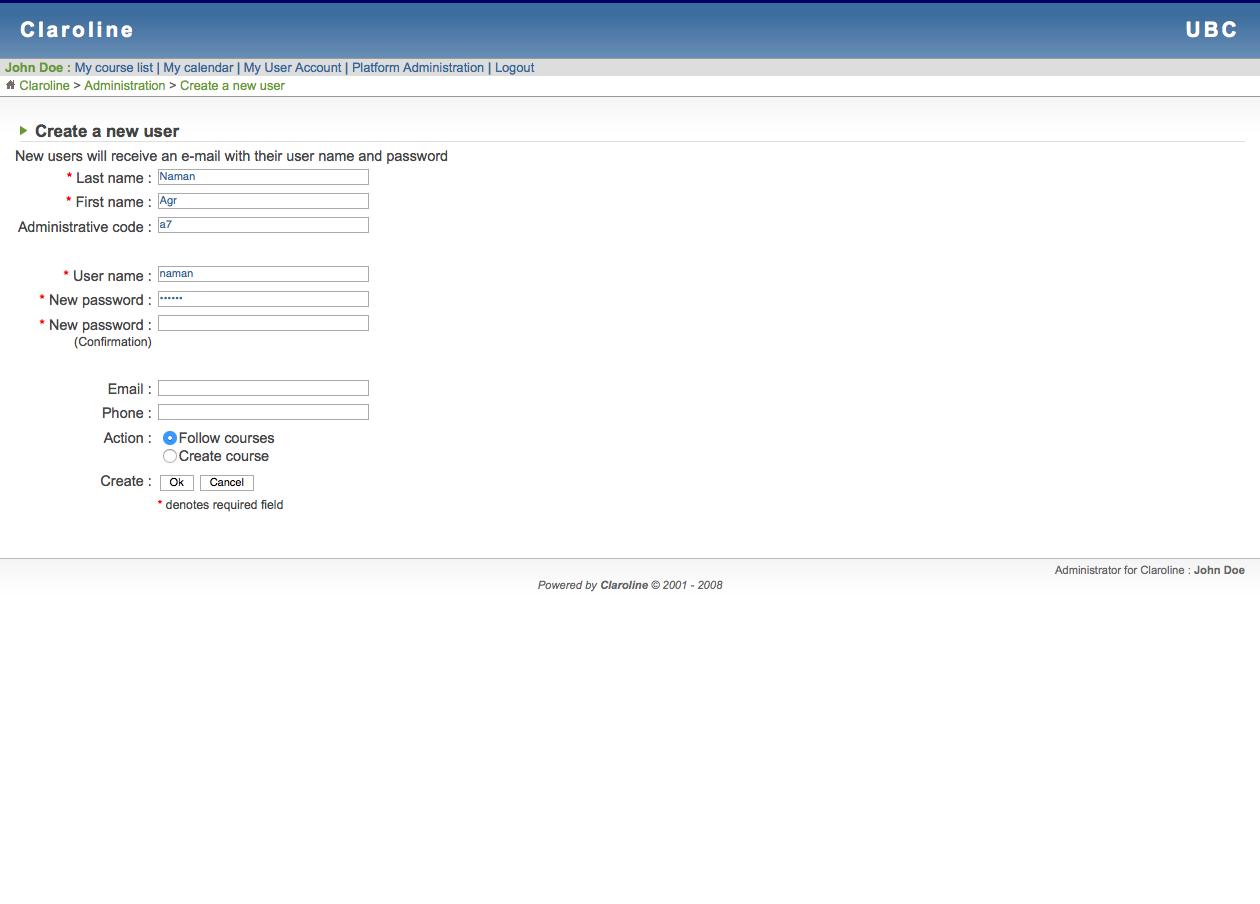 Claroline UBC
John Doe : My course list | My calendar | My User Account | Platform Administration | Logout
Claroline > Administration > Create a new user
Create a new user
New users will receive an e-mail with their user name and password
* Last name : Naman
* First name : Agr
Administrative code : a7
* User name : naman
* New password : ••••••
* New password :
(Confirmation)
Email :
Phone :
Action : Follow courses
Create course
Create : Ok Cancel
* denotes required field
Administrator for Claroline : John Doe
Powered by Claroline © 2001 - 2008